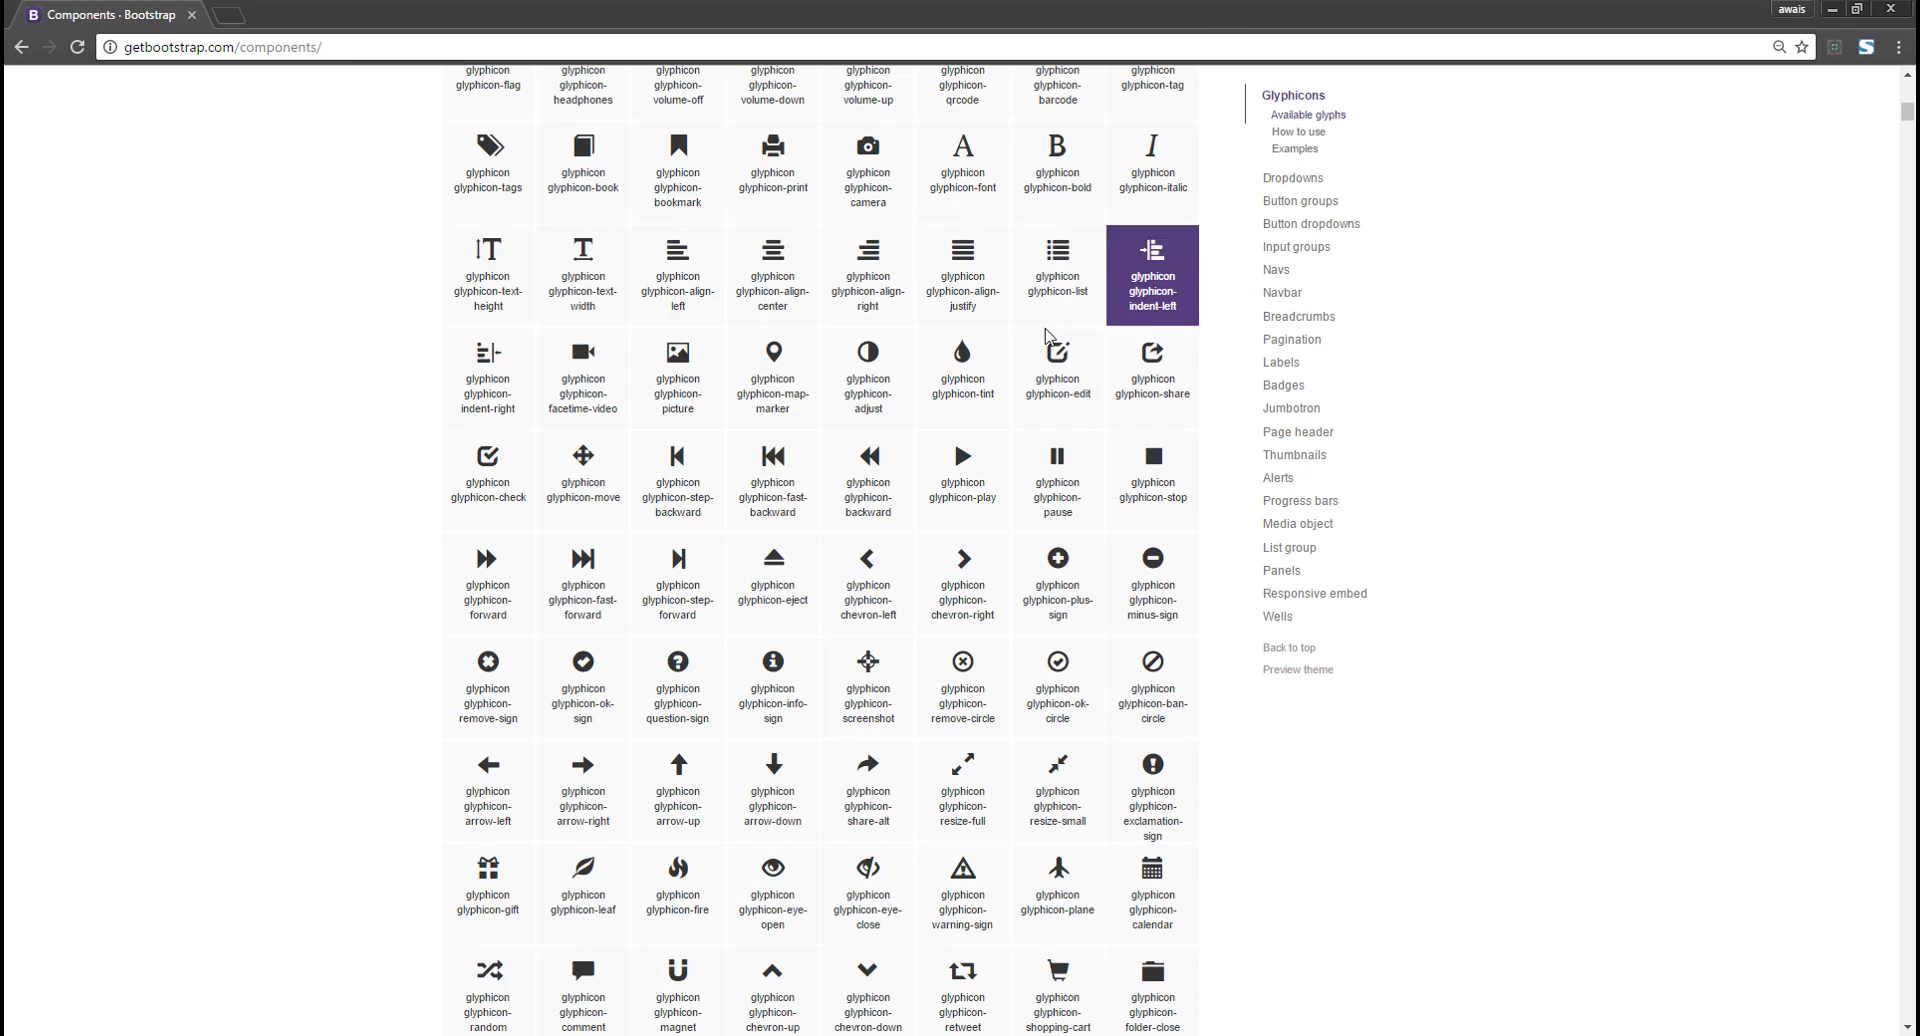 Components · Bootstrap
awais
getbootstrap.com/components/
glyphicon glyphicon-flag
glyphicon glyphicon-headphones
glyphicon glyphicon-volume-off
glyphicon glyphicon-volume-down
glyphicon glyphicon-volume-up
glyphicon glyphicon-qrcode
glyphicon glyphicon-barcode
glyphicon glyphicon-tag
glyphicon glyphicon-tags
glyphicon glyphicon-book
glyphicon glyphicon-bookmark
glyphicon glyphicon-print
glyphicon glyphicon-camera
glyphicon glyphicon-font
glyphicon glyphicon-bold
glyphicon glyphicon-italic
glyphicon glyphicon-text-height
glyphicon glyphicon-text-width
glyphicon glyphicon-align-left
glyphicon glyphicon-align-center
glyphicon glyphicon-align-right
glyphicon glyphicon-align-justify
glyphicon glyphicon-list
glyphicon glyphicon-indent-left
glyphicon glyphicon-indent-right
glyphicon glyphicon-facetime-video
glyphicon glyphicon-picture
glyphicon glyphicon-map-marker
glyphicon glyphicon-adjust
glyphicon glyphicon-tint
glyphicon glyphicon-edit
glyphicon glyphicon-share
glyphicon glyphicon-check
glyphicon glyphicon-move
glyphicon glyphicon-step-backward
glyphicon glyphicon-fast-backward
glyphicon glyphicon-backward
glyphicon glyphicon-play
glyphicon glyphicon-pause
glyphicon glyphicon-stop
glyphicon glyphicon-forward
glyphicon glyphicon-fast-forward
glyphicon glyphicon-step-forward
glyphicon glyphicon-eject
glyphicon glyphicon-chevron-left
glyphicon glyphicon-chevron-right
glyphicon glyphicon-plus-sign
glyphicon glyphicon-minus-sign
glyphicon glyphicon-remove-sign
glyphicon glyphicon-ok-sign
glyphicon glyphicon-question-sign
glyphicon glyphicon-info-sign
glyphicon glyphicon-screenshot
glyphicon glyphicon-remove-circle
glyphicon glyphicon-ok-circle
glyphicon glyphicon-ban-circle
glyphicon glyphicon-arrow-left
glyphicon glyphicon-arrow-right
glyphicon glyphicon-arrow-up
glyphicon glyphicon-arrow-down
glyphicon glyphicon-share-alt
glyphicon glyphicon-resize-full
glyphicon glyphicon-resize-small
glyphicon glyphicon-exclamation-sign
glyphicon glyphicon-gift
glyphicon glyphicon-leaf
glyphicon glyphicon-fire
glyphicon glyphicon-eye-open
glyphicon glyphicon-eye-close
glyphicon glyphicon-warning-sign
glyphicon glyphicon-plane
glyphicon glyphicon-calendar
glyphicon glyphicon-random
glyphicon glyphicon-comment
glyphicon glyphicon-magnet
glyphicon glyphicon-chevron-up
glyphicon glyphicon-chevron-down
glyphicon glyphicon-retweet
glyphicon glyphicon-shopping-cart
glyphicon glyphicon-folder-close
Glyphicons
Available glyphs
How to use
Examples
Dropdowns
Button groups
Button dropdowns
Input groups
Navs
Navbar
Breadcrumbs
Pagination
Labels
Badges
Jumbotron
Page header
Thumbnails
Alerts
Progress bars
Media object
List group
Panels
Responsive embed
Wells
Back to top
Preview theme